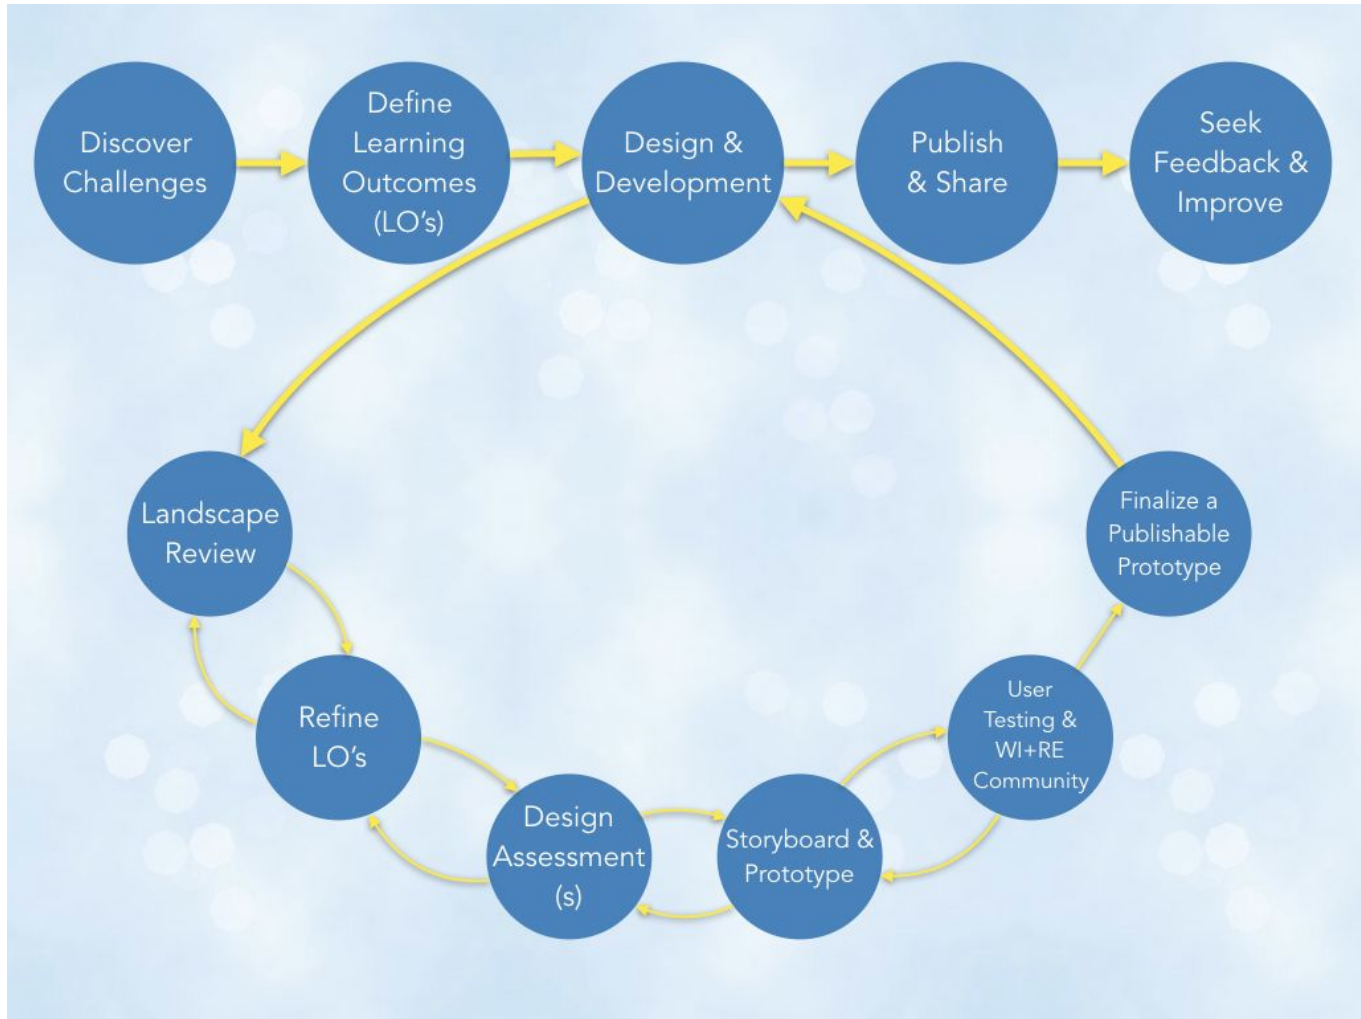 Discover
Challenges
Define
Learning
Outcomes
(LO's)
Design &
Development
Publish
& Share
Seek
Feedback &
Improve
Landscape
Review
Refine
LO's
Design
Assessment
(s)
Storyboard &
Prototype
User
Testing &
WI+RE
Community
Finalize a
Publishable
Prototype